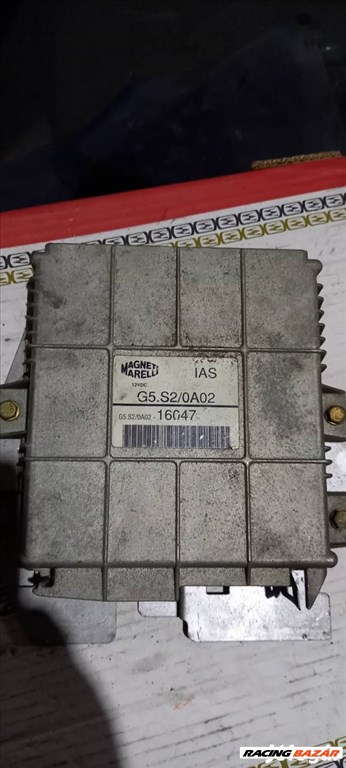 MAGNETI
MARELLI
12VDC
IAS
G5.S2/0A02
G5.S2/0A02 16047
RACING BAZÁR